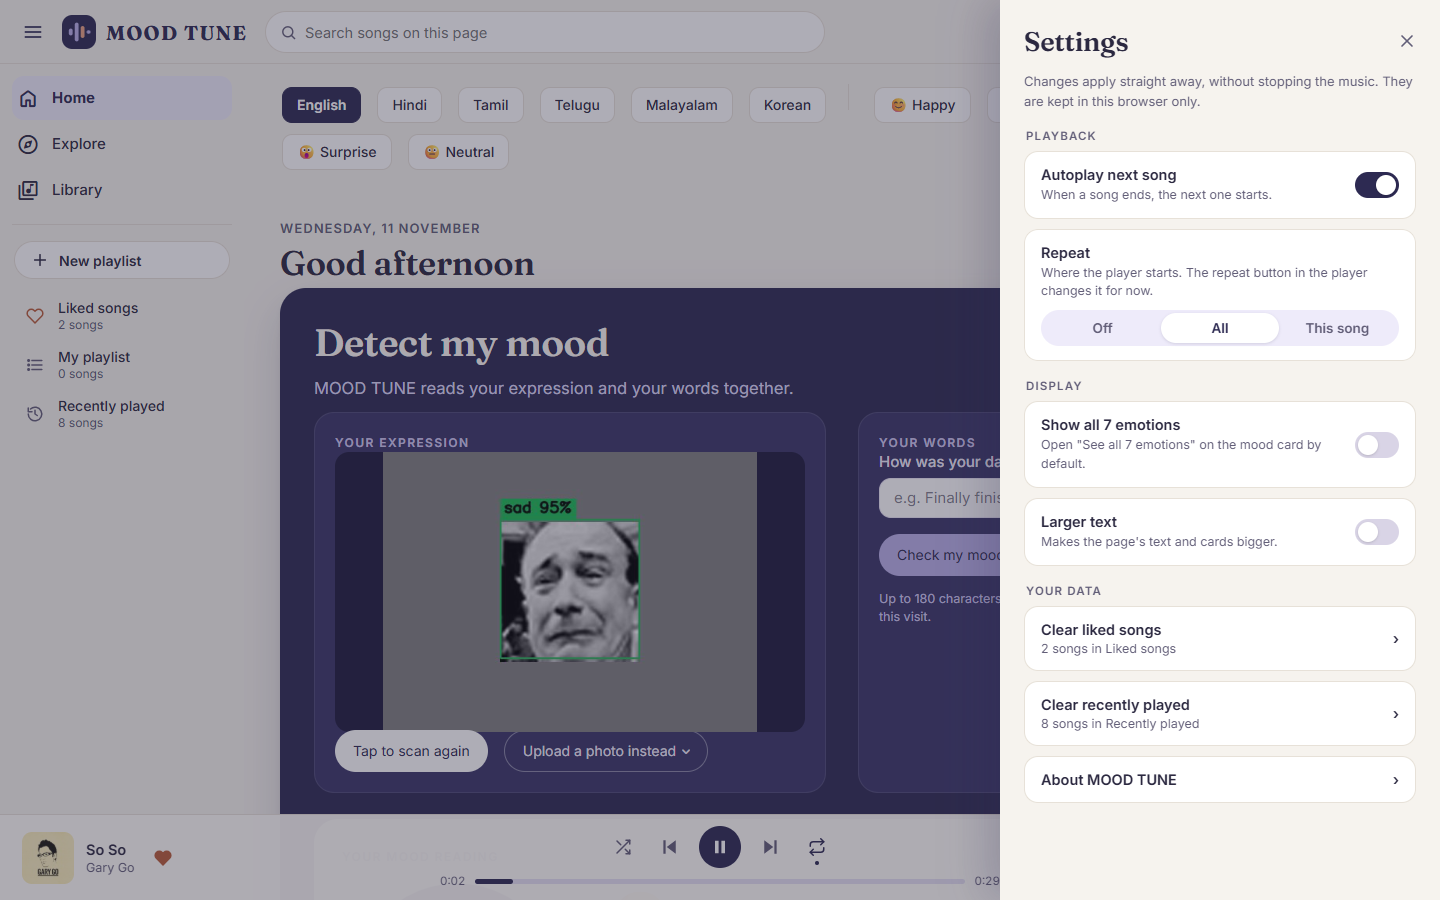 MOOD TUNE
Search songs on this page
Home
Explore
Library
New playlist
Liked songs
2 songs
My playlist
0 songs
Recently played
8 songs
English
Hindi
Tamil
Telugu
Malayalam
Korean
Happy
Surprise
Neutral
WEDNESDAY, 11 NOVEMBER
Good afternoon
Detect my mood
MOOD TUNE reads your expression and your words together.
YOUR EXPRESSION
sad 95%
Tap to scan again
Upload a photo instead
YOUR WORDS
How was your da
e.g. Finally finis
Check my mood
Up to 180 characters
this visit.
So So
Gary Go
GARY GO
0:02
0:29
Settings
Changes apply straight away, without stopping the music. They
are kept in this browser only.
PLAYBACK
Autoplay next song
When a song ends, the next one starts.
Repeat
Where the player starts. The repeat button in the player
changes it for now.
Off
All
This song
DISPLAY
Show all 7 emotions
Open "See all 7 emotions" on the mood card by
default.
Larger text
Makes the page's text and cards bigger.
YOUR DATA
Clear liked songs
2 songs in Liked songs
Clear recently played
8 songs in Recently played
About MOOD TUNE